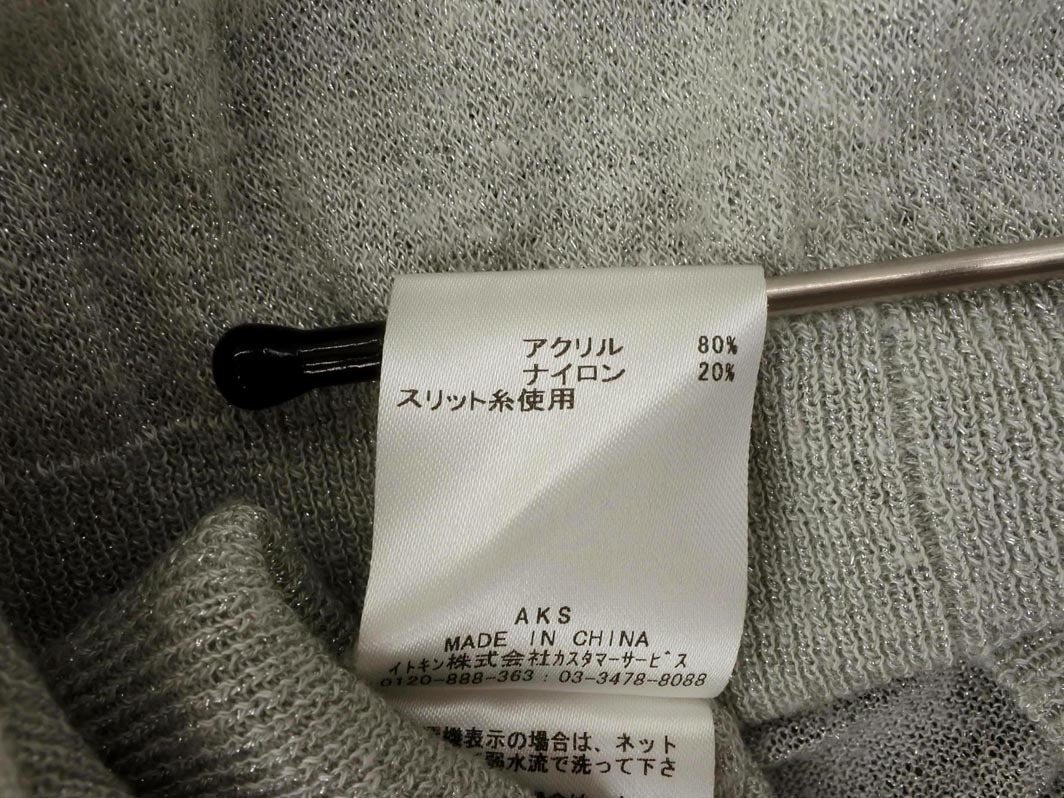 アクリル 80%
ナイロン 20%
スリット糸使用
AKS
MADE IN CHINA
イトキン株式会社カスタマーサービス
0120-888-363 : 03-3478-8088
機表示の場合は、ネット
弱水流で洗って下さ